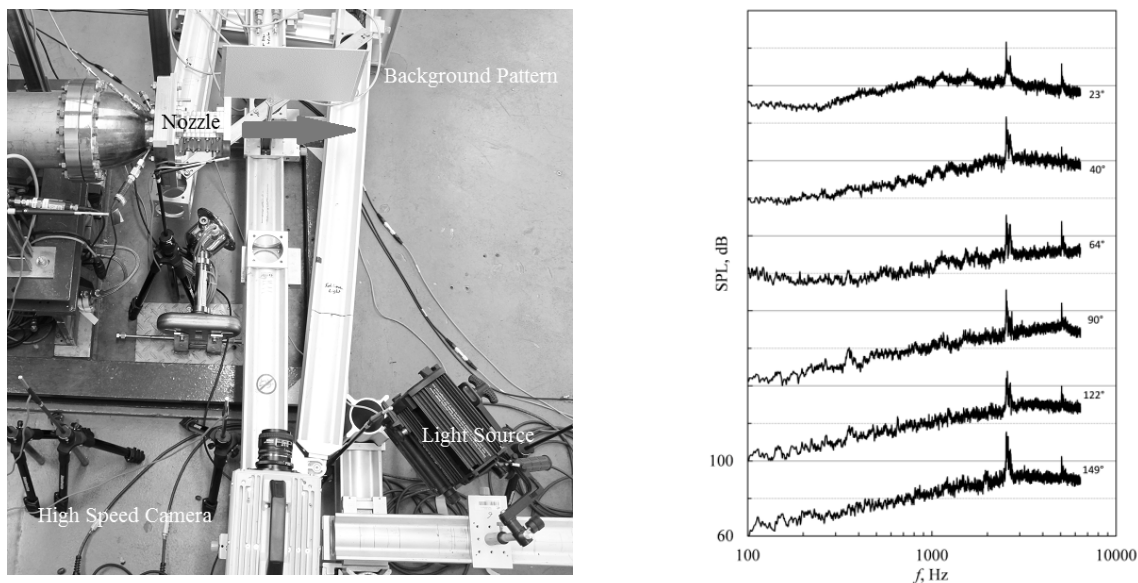 Background Pattern
Nozzle
Light Source
High Speed Camera
SPL, dB
23°
40°
64°
90°
122°
149°
100
60
100
1000
10000
f, Hz